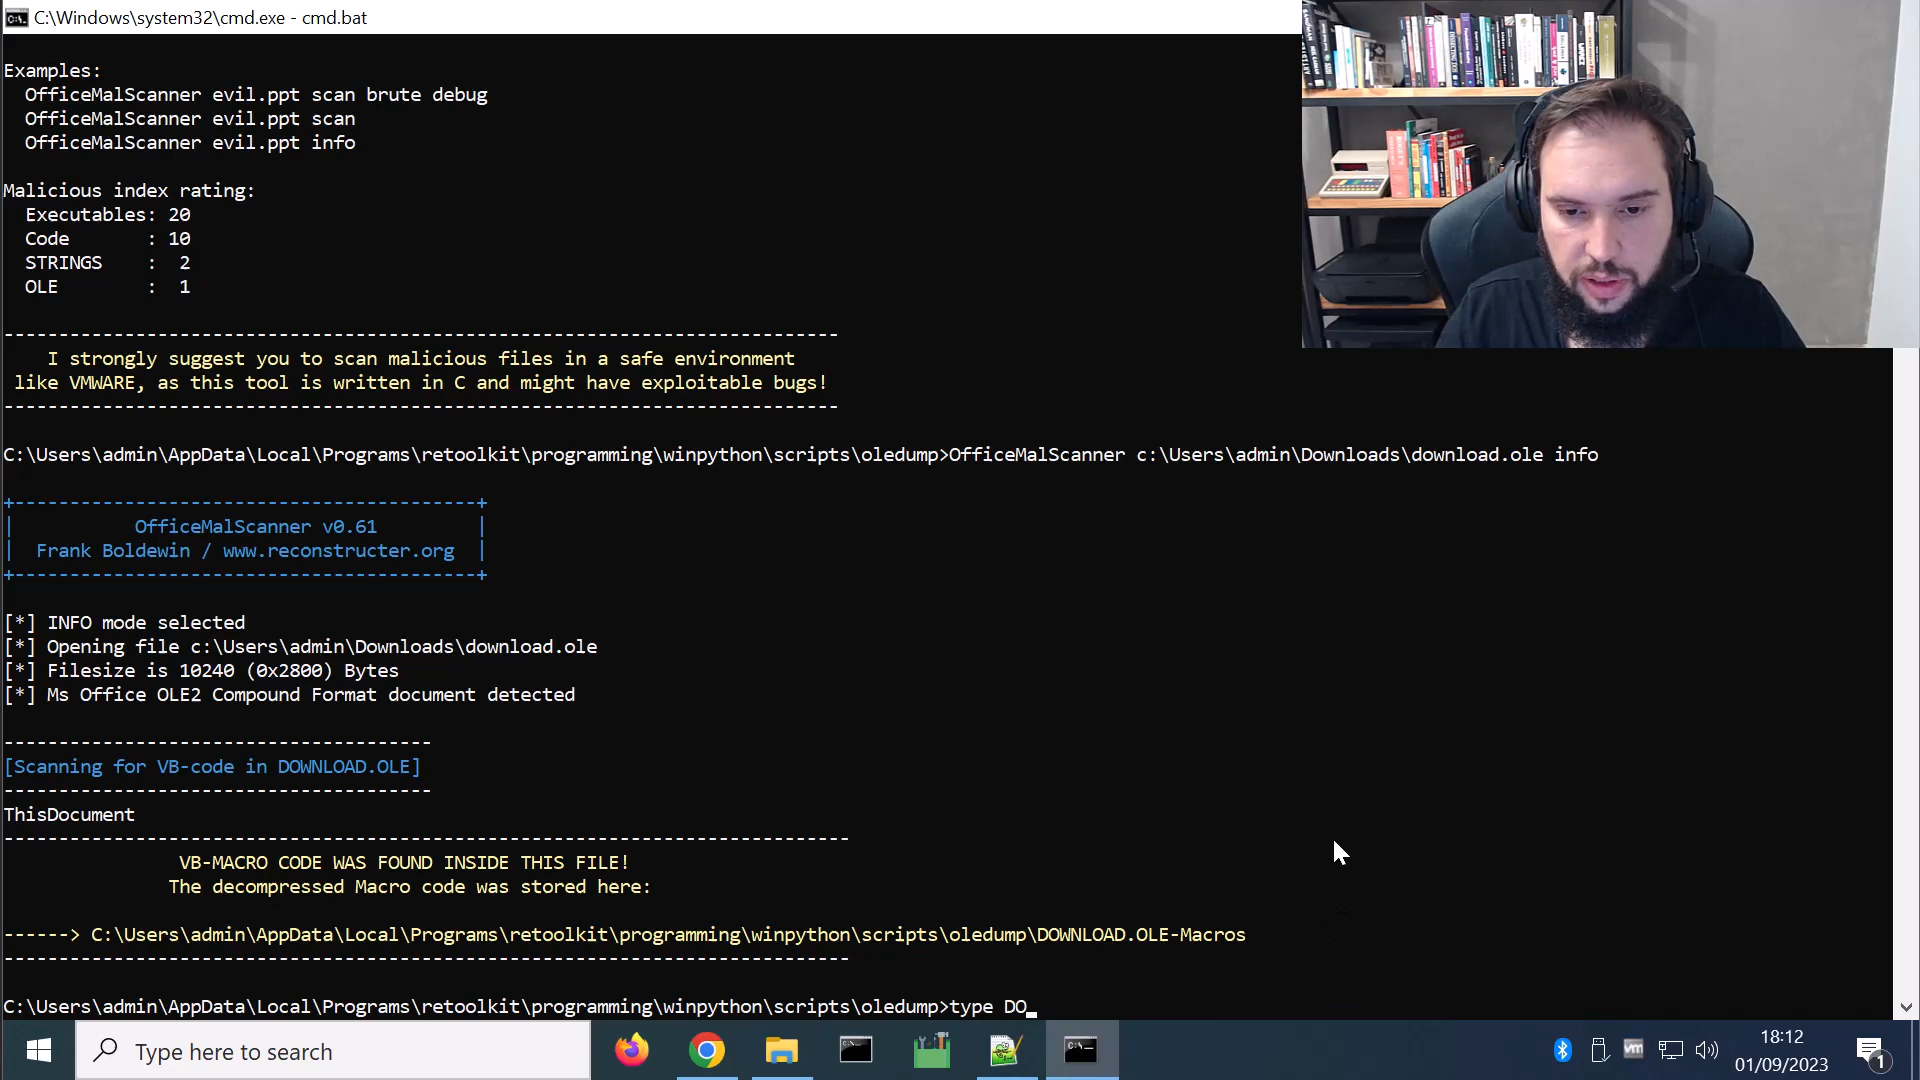 C:\Windows\system32\cmd.exe - cmd.bat
Examples:
OfficeMalScanner evil.ppt scan brute debug
OfficeMalScanner evil.ppt scan
OfficeMalScanner evil.ppt info
Malicious index rating:
Executables: 20
Code : 10
STRINGS : 2
OLE : 1
--------------------------------------------------------------------------
I strongly suggest you to scan malicious files in a safe environment
like VMWARE, as this tool is written in C and might have exploitable bugs!
--------------------------------------------------------------------------
C:\Users\admin\AppData\Local\Programs\retoolkit\programming\winpython\scripts\oledump>OfficeMalScanner c:\Users\admin\Downloads\download.ole info
+------------------------------------------+
| OfficeMalScanner v0.61 |
| Frank Boldewin / www.reconstructer.org |
+------------------------------------------+
[*] INFO mode selected
[*] Opening file c:\Users\admin\Downloads\download.ole
[*] Filesize is 10240 (0x2800) Bytes
[*] Ms Office OLE2 Compound Format document detected
---------------------------------------
[Scanning for VB-code in DOWNLOAD.OLE]
---------------------------------------
ThisDocument
-----------------------------------------------------------------------------
VB-MACRO CODE WAS FOUND INSIDE THIS FILE!
The decompressed Macro code was stored here:
------> C:\Users\admin\AppData\Local\Programs\retoolkit\programming\winpython\scripts\oledump\DOWNLOAD.OLE-Macros
-----------------------------------------------------------------------------
C:\Users\admin\AppData\Local\Programs\retoolkit\programming\winpython\scripts\oledump>type DO_
Type here to search
18:12
01/09/2023
1